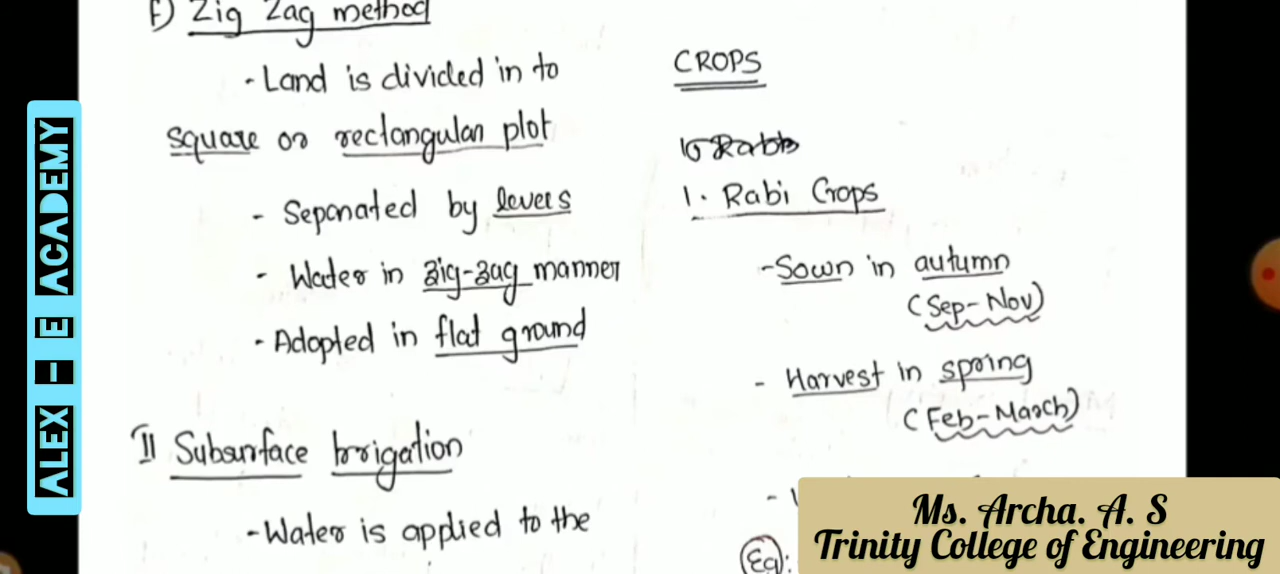 F) Zig Zag method
- Land is divided in to
square or rectangular plot
- Seperated by levees
- Water in zig-zag manner
- Adopted in flat ground
II Subsurface Irrigation
- Water is applied to the
CROPS
1. Rabi Crops
- Sown in autumn
(Sep-Nov)
- Harvest in spring
(Feb-March)
Eg:
ALEX - E ACADEMY
Ms. Archa. A. S
Trinity College of Engineering